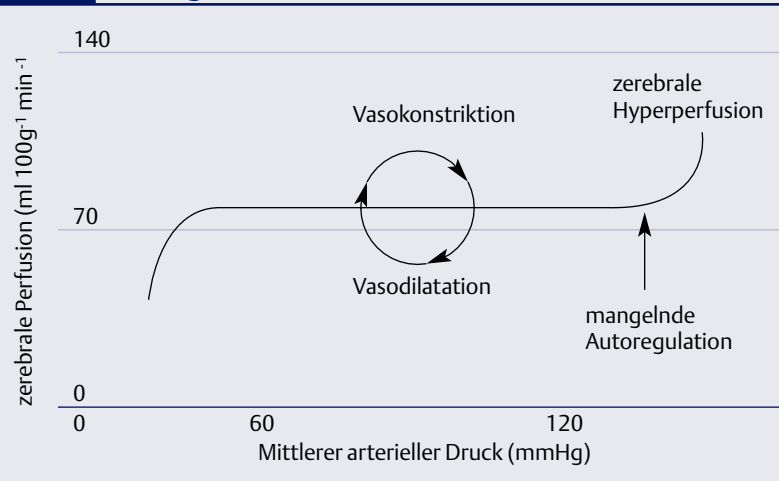 140
zerebrale
Hyperperfusion
Vasokonstriktion
70
Vasodilatation
mangelnde
Autoregulation
0
0 60 120
Mittlerer arterieller Druck (mmHg)
zerebrale Perfusion (ml 100g⁻¹ min ⁻¹